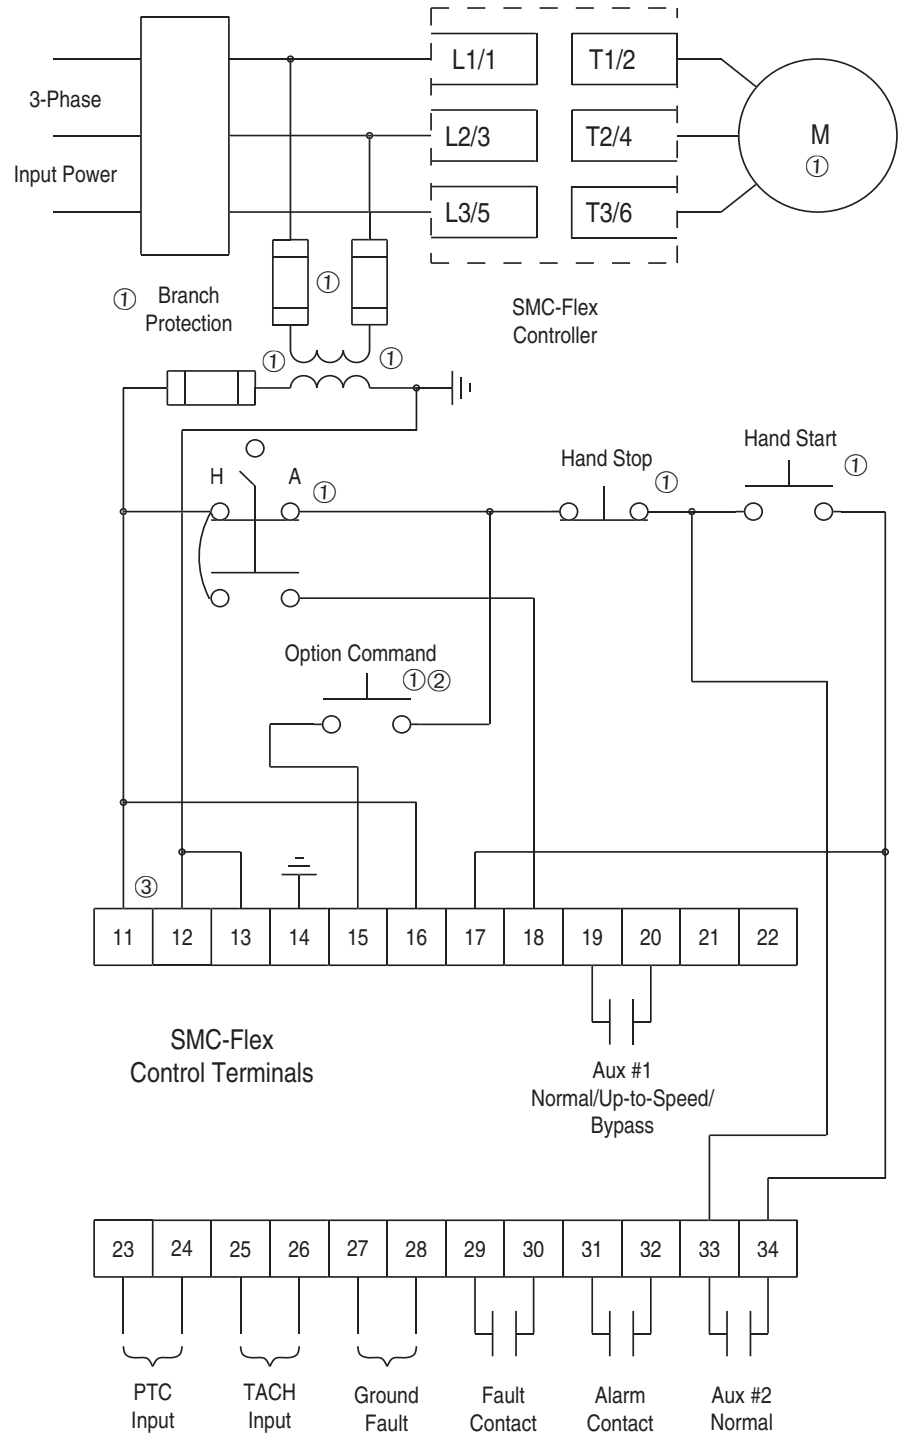 L1/1 T1/2
3-Phase
L2/3 T2/4 M
①
Input Power
L3/5 T3/6
① Branch
Protection
①
SMC-Flex
Controller
① ①
Hand Start
①
Hand Stop
①
H A
①
Option Command
①②
③
11 12 13 14 15 16 17 18 19 20 21 22
SMC-Flex
Control Terminals
Aux #1
Normal/Up-to-Speed/
Bypass
23 24 25 26 27 28 29 30 31 32 33 34
PTC
Input
TACH
Input
Ground
Fault
Fault
Contact
Alarm
Contact
Aux #2
Normal